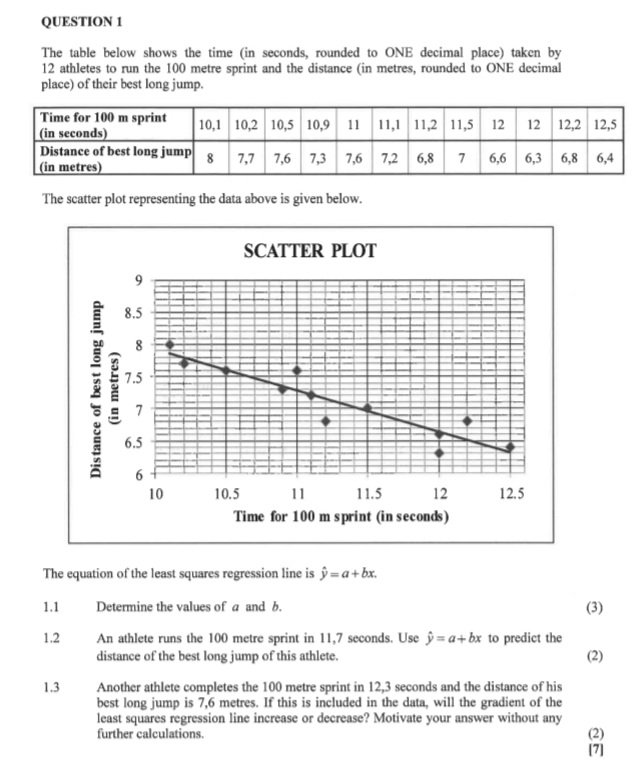 QUESTION 1
The table below shows the time (in seconds, rounded to ONE decimal place) taken by
12 athletes to run the 100 metre sprint and the distance (in metres, rounded to ONE decimal
place) of their best long jump.
Time for 100 m sprint
(in seconds) 10,1 10,2 10,5 10,9 11 11,1 11,2 11,5 12 12 12,2 12,5
Distance of best long jump
(in metres) 8 7,7 7,6 7,3 7,6 7,2 6,8 7 6,6 6,3 6,8 6,4
The scatter plot representing the data above is given below.
SCATTER PLOT
Distance of best long jump
(in metres)
9
8.5
8
7.5
7
6.5
6
10 10.5 11 11.5 12 12.5
Time for 100 m sprint (in seconds)
The equation of the least squares regression line is ŷ = a + bx.
1.1 Determine the values of a and b. (3)
1.2 An athlete runs the 100 metre sprint in 11,7 seconds. Use ŷ = a + bx to predict the
distance of the best long jump of this athlete. (2)
1.3 Another athlete completes the 100 metre sprint in 12,3 seconds and the distance of his
best long jump is 7,6 metres. If this is included in the data, will the gradient of the
least squares regression line increase or decrease? Motivate your answer without any
further calculations. (2)
[7]